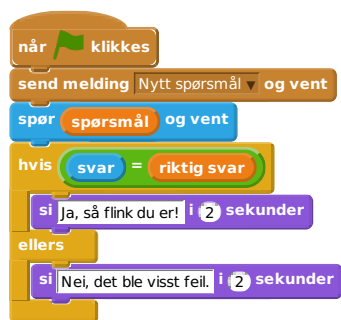 når klikkes
send melding Nytt spørsmål og vent
spør spørsmål og vent
hvis svar = riktig svar
si Ja, så flink du er! i 2 sekunder
ellers
si Nei, det ble visst feil. i 2 sekunder